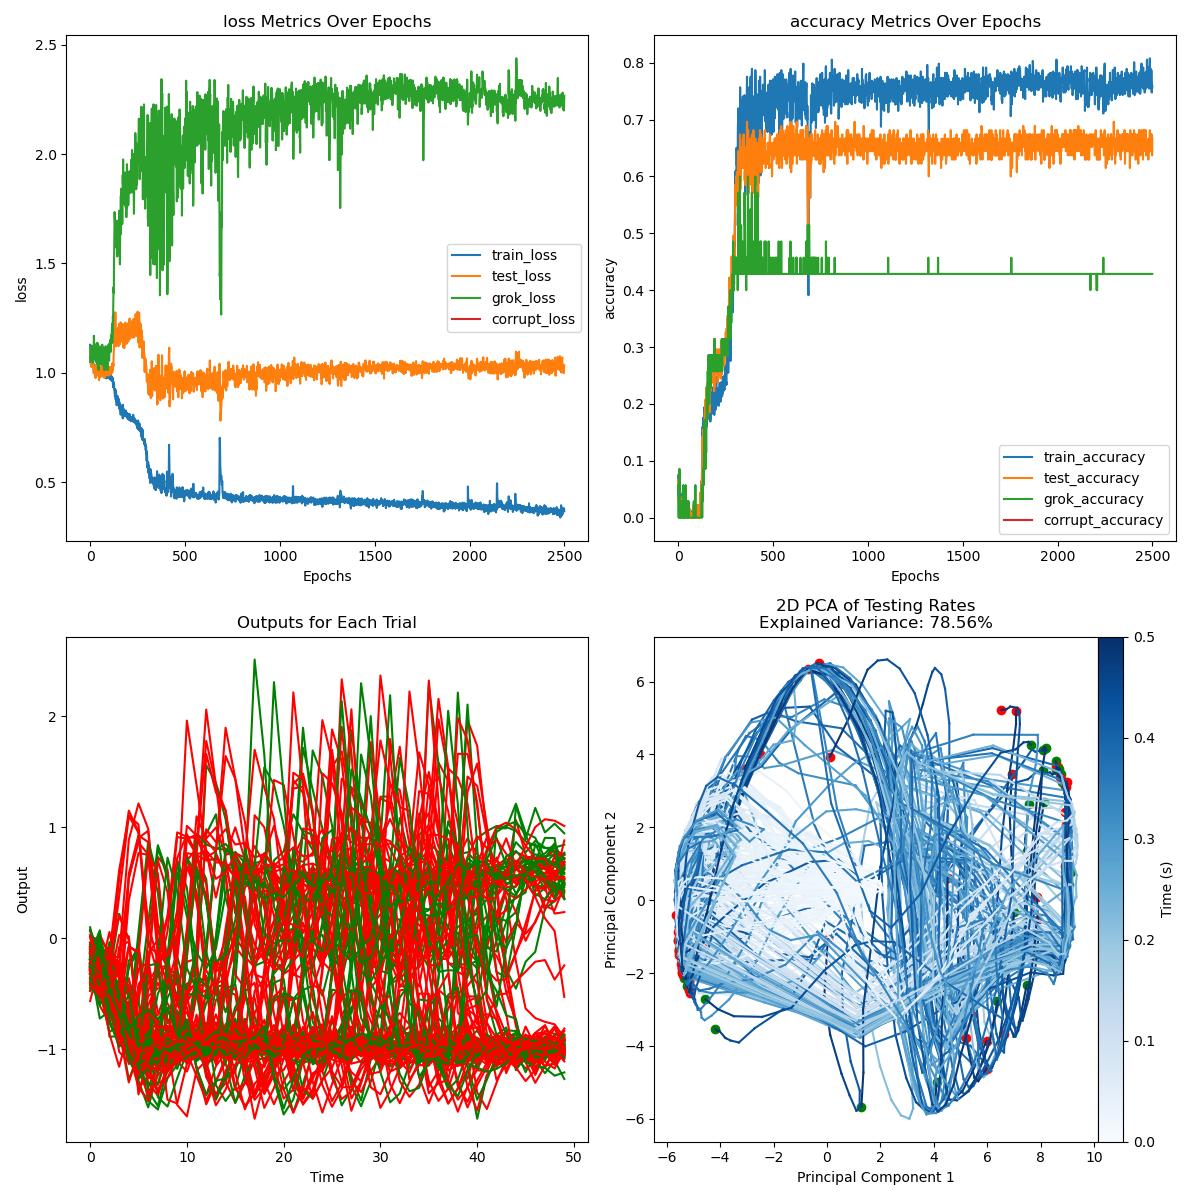 loss Metrics Over Epochs
2.5
2.0
1.5
1.0
0.5
loss
0
500
1000
1500
2000
2500
Epochs
train_loss
test_loss
grok_loss
corrupt_loss
accuracy Metrics Over Epochs
0.8
0.7
0.6
0.5
0.4
0.3
0.2
0.1
0.0
accuracy
0
500
1000
1500
2000
2500
Epochs
train_accuracy
test_accuracy
grok_accuracy
corrupt_accuracy
Outputs for Each Trial
2
1
0
−1
Output
0
10
20
30
40
50
Time
2D PCA of Testing Rates
Explained Variance: 78.56%
6
4
2
0
−2
−4
−6
Principal Component 2
−6
−4
−2
0
2
4
6
8
10
Principal Component 1
0.5
0.4
0.3
0.2
0.1
0.0
Time (s)